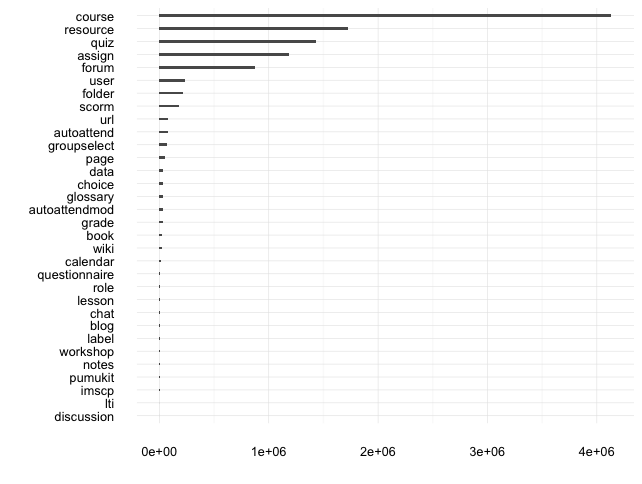 course
resource
quiz
assign
forum
user
folder
scorm
url
autoattend
groupselect
page
data
choice
glossary
autoattendmod
grade
book
wiki
calendar
questionnaire
role
lesson
chat
blog
label
workshop
notes
pumukit
imscp
lti
discussion
0e+00 1e+06 2e+06 3e+06 4e+06